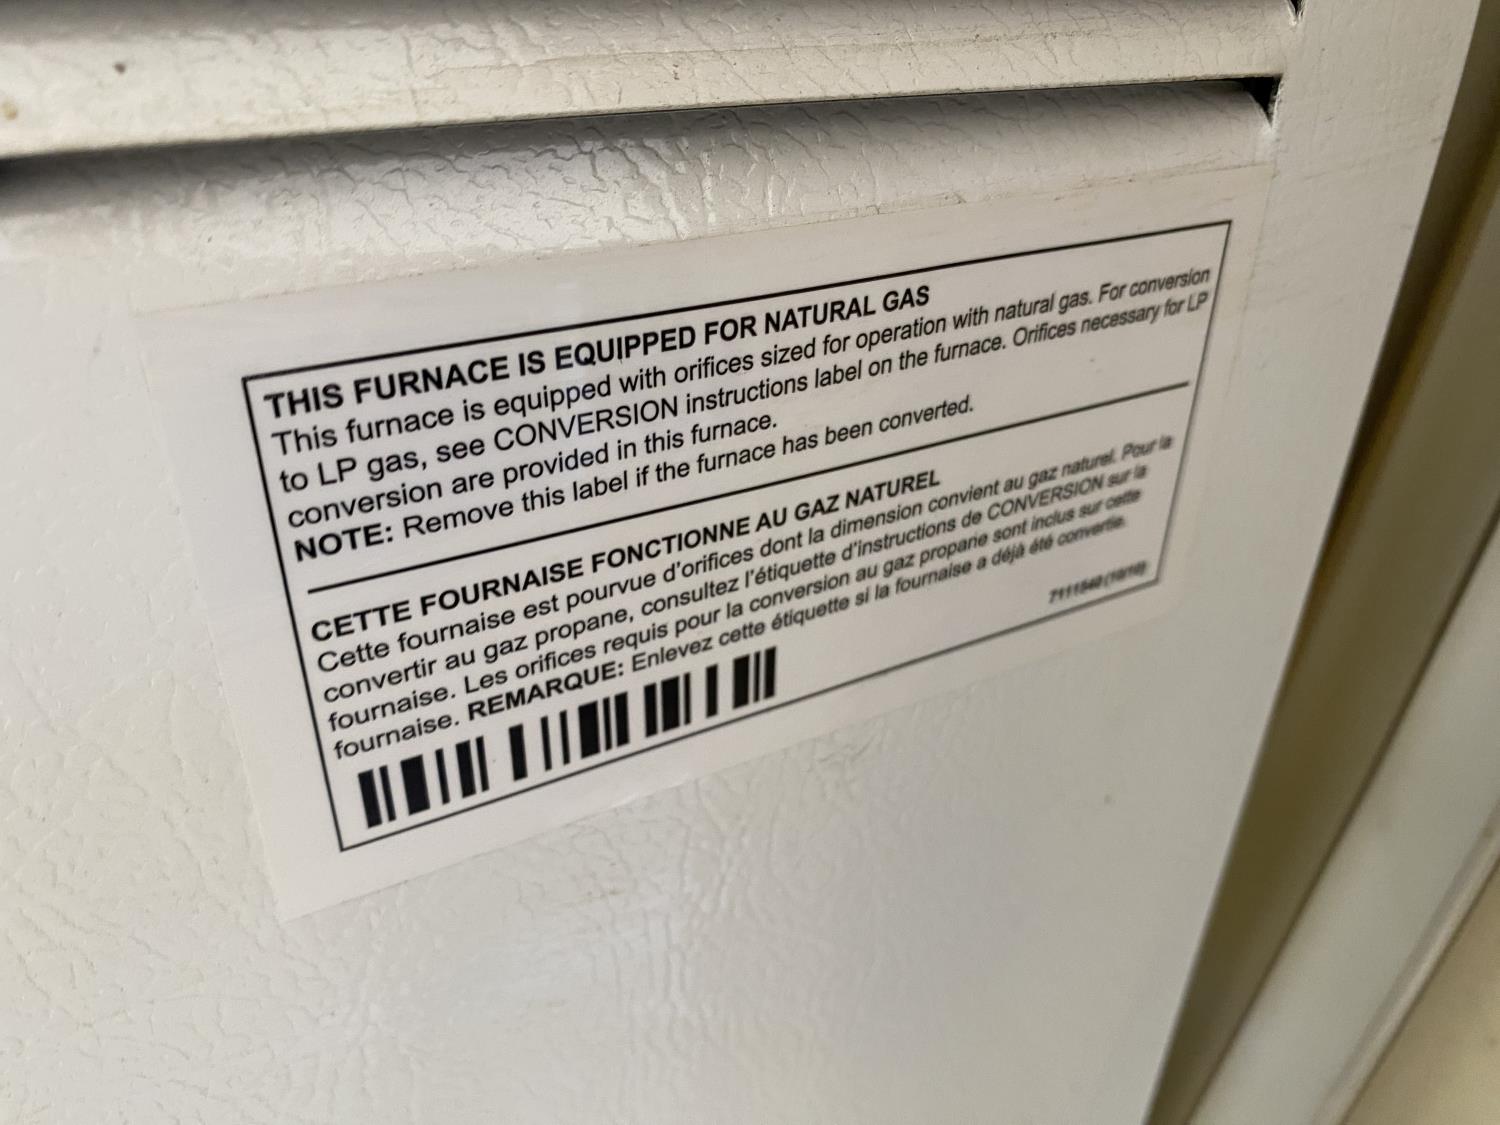 THIS FURNACE IS EQUIPPED FOR NATURAL GAS
This furnace is equipped with orifices sized for operation with natural gas. For conversion
to LP gas, see CONVERSION instructions label on the furnace. Orifices necessary for LP
conversion are provided in this furnace.
NOTE: Remove this label if the furnace has been converted.
CETTE FOURNAISE FONCTIONNE AU GAZ NATUREL
Cette fournaise est pourvue d'orifices dont la dimension convient au gaz naturel. Pour la
convertir au gaz propane, consultez l'étiquette d'instructions de CONVERSION sur la
fournaise. Les orifices requis pour la conversion au gaz propane sont inclus sur cette
fournaise. REMARQUE: Enlevez cette étiquette si la fournaise a déjà été convertie.